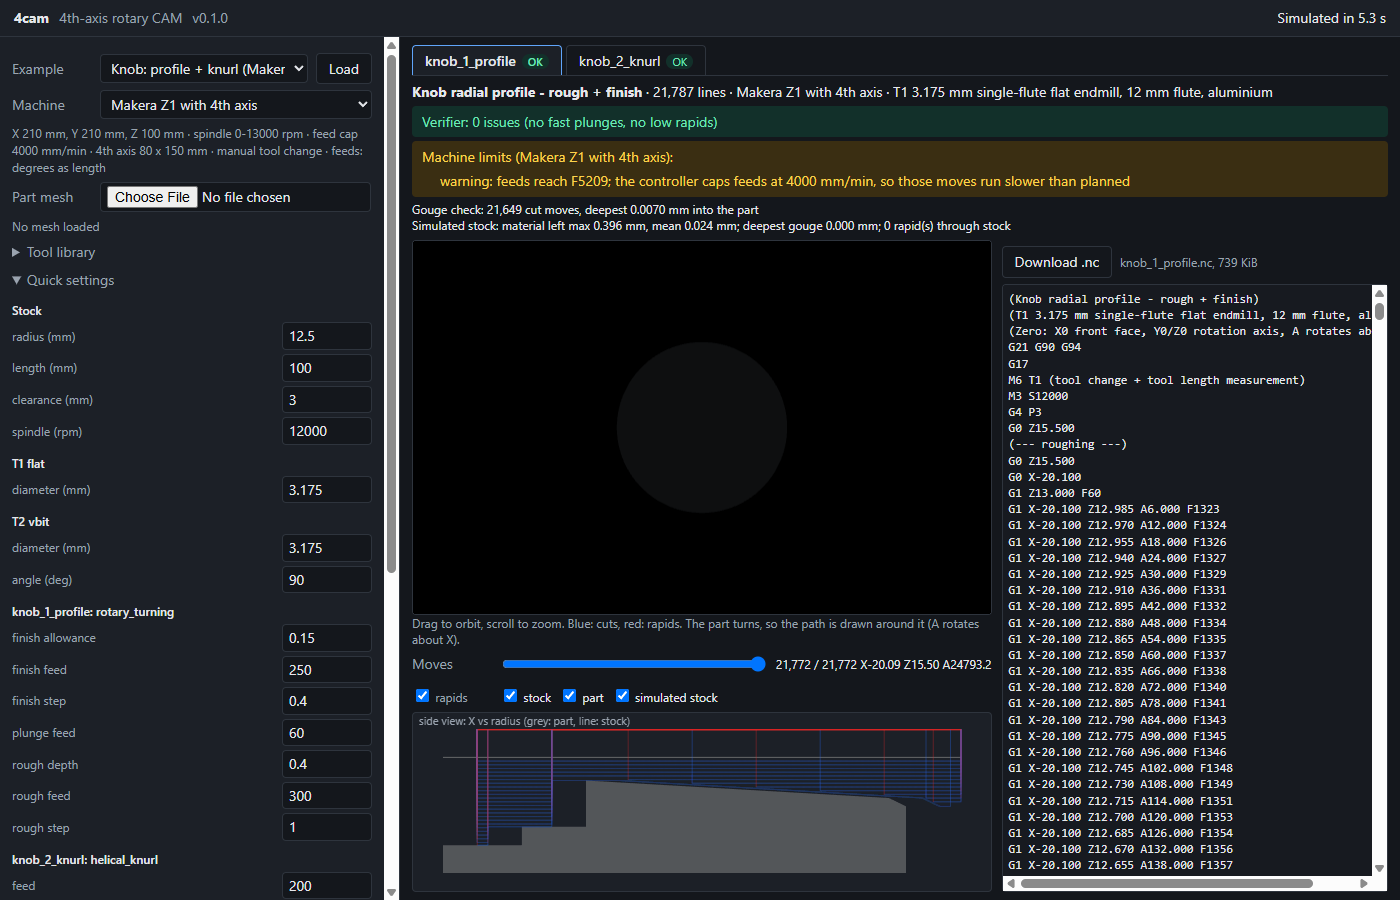 4cam 4th-axis rotary CAM v0.1.0
Simulated in 5.3 s
Example
Knob: profile + knurl (Maker
Load
Machine
Makera Z1 with 4th axis
X 210 mm, Y 210 mm, Z 100 mm · spindle 0-13000 rpm · feed cap
4000 mm/min · 4th axis 80 x 150 mm · manual tool change · feeds:
degrees as length
Part mesh
Choose File No file chosen
No mesh loaded
Tool library
Quick settings
Stock
radius (mm) 12.5
length (mm) 100
clearance (mm) 3
spindle (rpm) 12000
T1 flat
diameter (mm) 3.175
T2 vbit
diameter (mm) 3.175
angle (deg) 90
knob_1_profile: rotary_turning
finish allowance 0.15
finish feed 250
finish step 0.4
plunge feed 60
rough depth 0.4
rough feed 300
rough step 1
knob_2_knurl: helical_knurl
feed 200
knob_1_profile OK
knob_2_knurl OK
Knob radial profile - rough + finish · 21,787 lines · Makera Z1 with 4th axis · T1 3.175 mm single-flute flat endmill, 12 mm flute, aluminium
Verifier: 0 issues (no fast plunges, no low rapids)
Machine limits (Makera Z1 with 4th axis):
warning: feeds reach F5209; the controller caps feeds at 4000 mm/min, so those moves run slower than planned
Gouge check: 21,649 cut moves, deepest 0.0070 mm into the part
Simulated stock: material left max 0.396 mm, mean 0.024 mm; deepest gouge 0.000 mm; 0 rapid(s) through stock
Drag to orbit, scroll to zoom. Blue: cuts, red: rapids. The part turns, so the path is drawn around it (A rotates
about X).
Moves
21,772 / 21,772 X-20.09 Z15.50 A24793.2
rapids
stock
part
simulated stock
side view: X vs radius (grey: part, line: stock)
Download .nc
knob_1_profile.nc, 739 KiB
(Knob radial profile - rough + finish)
(T1 3.175 mm single-flute flat endmill, 12 mm flute, al
(Zero: X0 front face, Y0/Z0 rotation axis, A rotates ab
G21 G90 G94
G17
M6 T1 (tool change + tool length measurement)
M3 S12000
G4 P3
G0 Z15.500
(--- roughing ---)
G0 Z15.500
G0 X-20.100
G1 Z13.000 F60
G1 X-20.100 Z12.985 A6.000 F1323
G1 X-20.100 Z12.970 A12.000 F1324
G1 X-20.100 Z12.955 A18.000 F1326
G1 X-20.100 Z12.940 A24.000 F1327
G1 X-20.100 Z12.925 A30.000 F1329
G1 X-20.100 Z12.910 A36.000 F1331
G1 X-20.100 Z12.895 A42.000 F1332
G1 X-20.100 Z12.880 A48.000 F1334
G1 X-20.100 Z12.865 A54.000 F1335
G1 X-20.100 Z12.850 A60.000 F1337
G1 X-20.100 Z12.835 A66.000 F1338
G1 X-20.100 Z12.820 A72.000 F1340
G1 X-20.100 Z12.805 A78.000 F1341
G1 X-20.100 Z12.790 A84.000 F1343
G1 X-20.100 Z12.775 A90.000 F1345
G1 X-20.100 Z12.760 A96.000 F1346
G1 X-20.100 Z12.745 A102.000 F1348
G1 X-20.100 Z12.730 A108.000 F1349
G1 X-20.100 Z12.715 A114.000 F1351
G1 X-20.100 Z12.700 A120.000 F1353
G1 X-20.100 Z12.685 A126.000 F1354
G1 X-20.100 Z12.670 A132.000 F1356
G1 X-20.100 Z12.655 A138.000 F1357